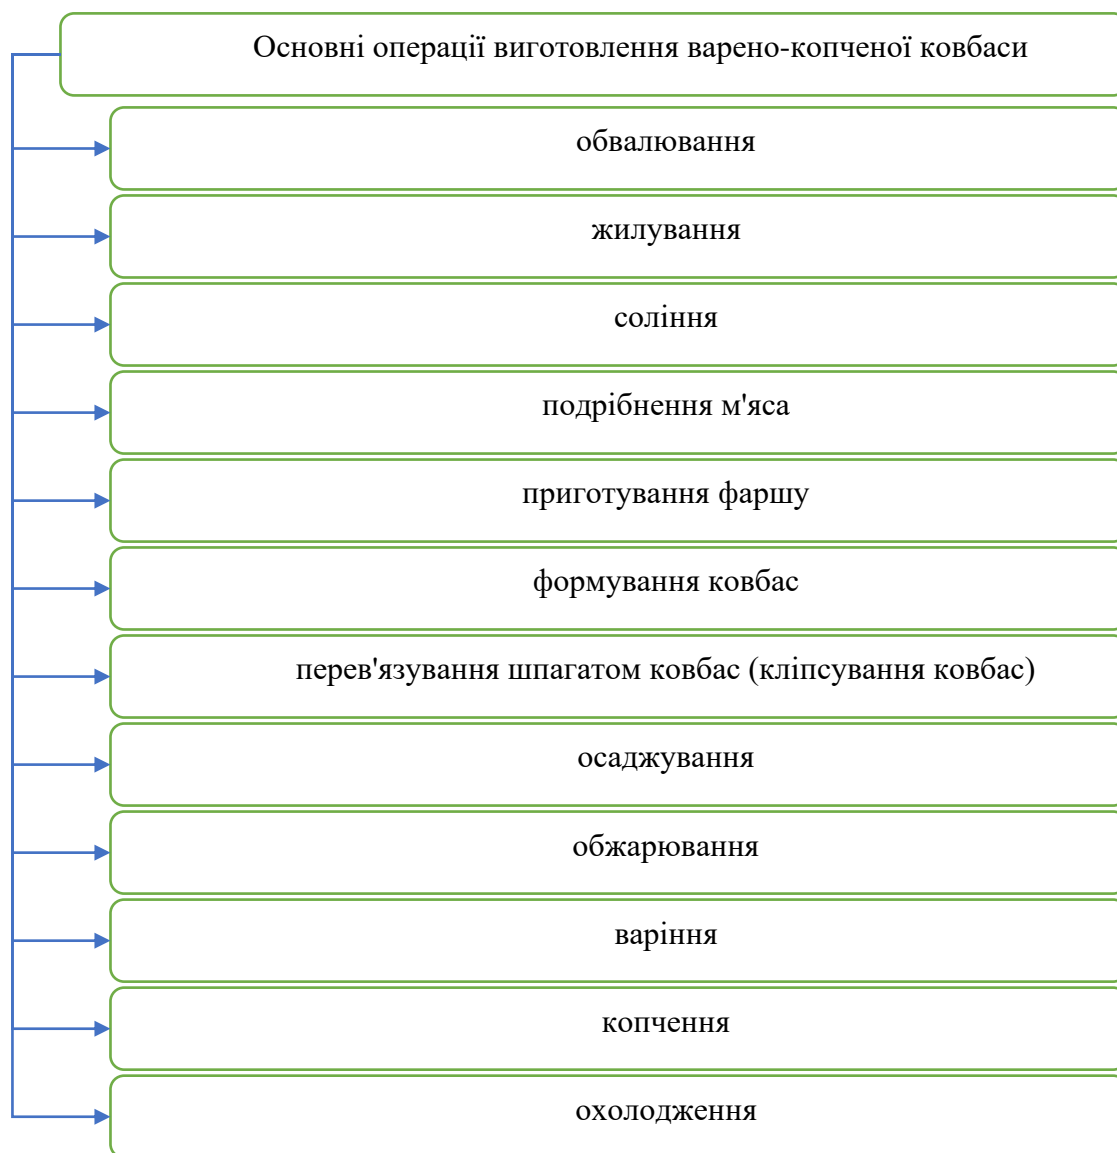 Основні операції виготовлення варено-копченої ковбаси
обвалювання
жилування
соління
подрібнення м'яса
приготування фаршу
формування ковбас
перев'язування шпагатом ковбас (кліпсування ковбас)
осаджування
обжарювання
варіння
копчення
охолодження